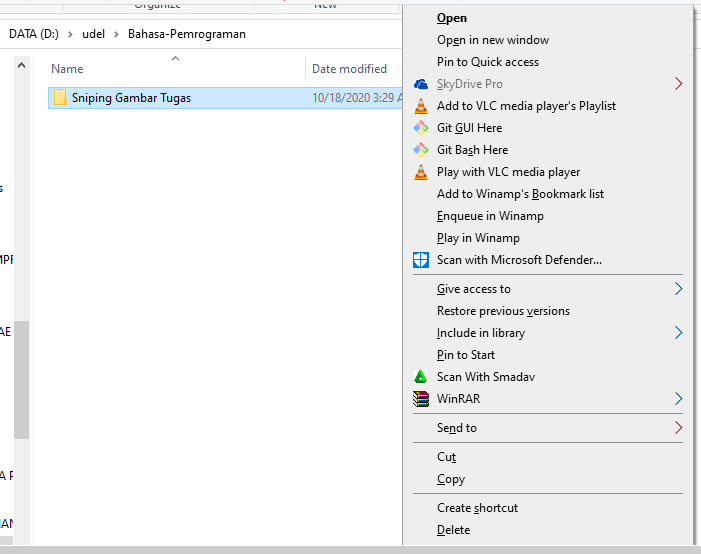 Organize
New
DATA (D:) > udel > Bahasa-Pemrograman
Name
Date modified
Sniping Gambar Tugas
10/18/2020 3:29 A
Open
Open in new window
Pin to Quick access
SkyDrive Pro
Add to VLC media player's Playlist
Git GUI Here
Git Bash Here
Play with VLC media player
Add to Winamp's Bookmark list
Enqueue in Winamp
Play in Winamp
Scan with Microsoft Defender...
Give access to
Restore previous versions
Include in library
Pin to Start
Scan With Smadav
WinRAR
Send to
Cut
Copy
Create shortcut
Delete